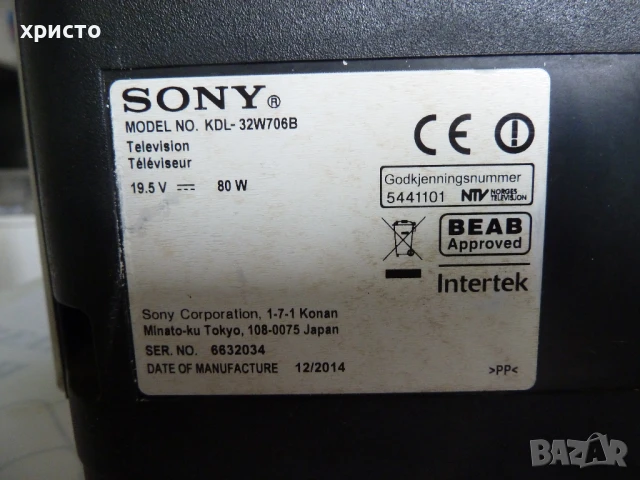 христо
SONY®
MODEL NO. KDL-32W706B
Television
Téléviseur
19.5 V 80 W
CE
Godkjenningsnummer
5441101 NTV NORGES TELEVISJON
BEAB
Approved
Intertek
Sony Corporation, 1-7-1 Konan
Minato-ku Tokyo, 108-0075 Japan
SER. NO. 6632034
DATE OF MANUFACTURE 12/2014
>PP<
BAZAR